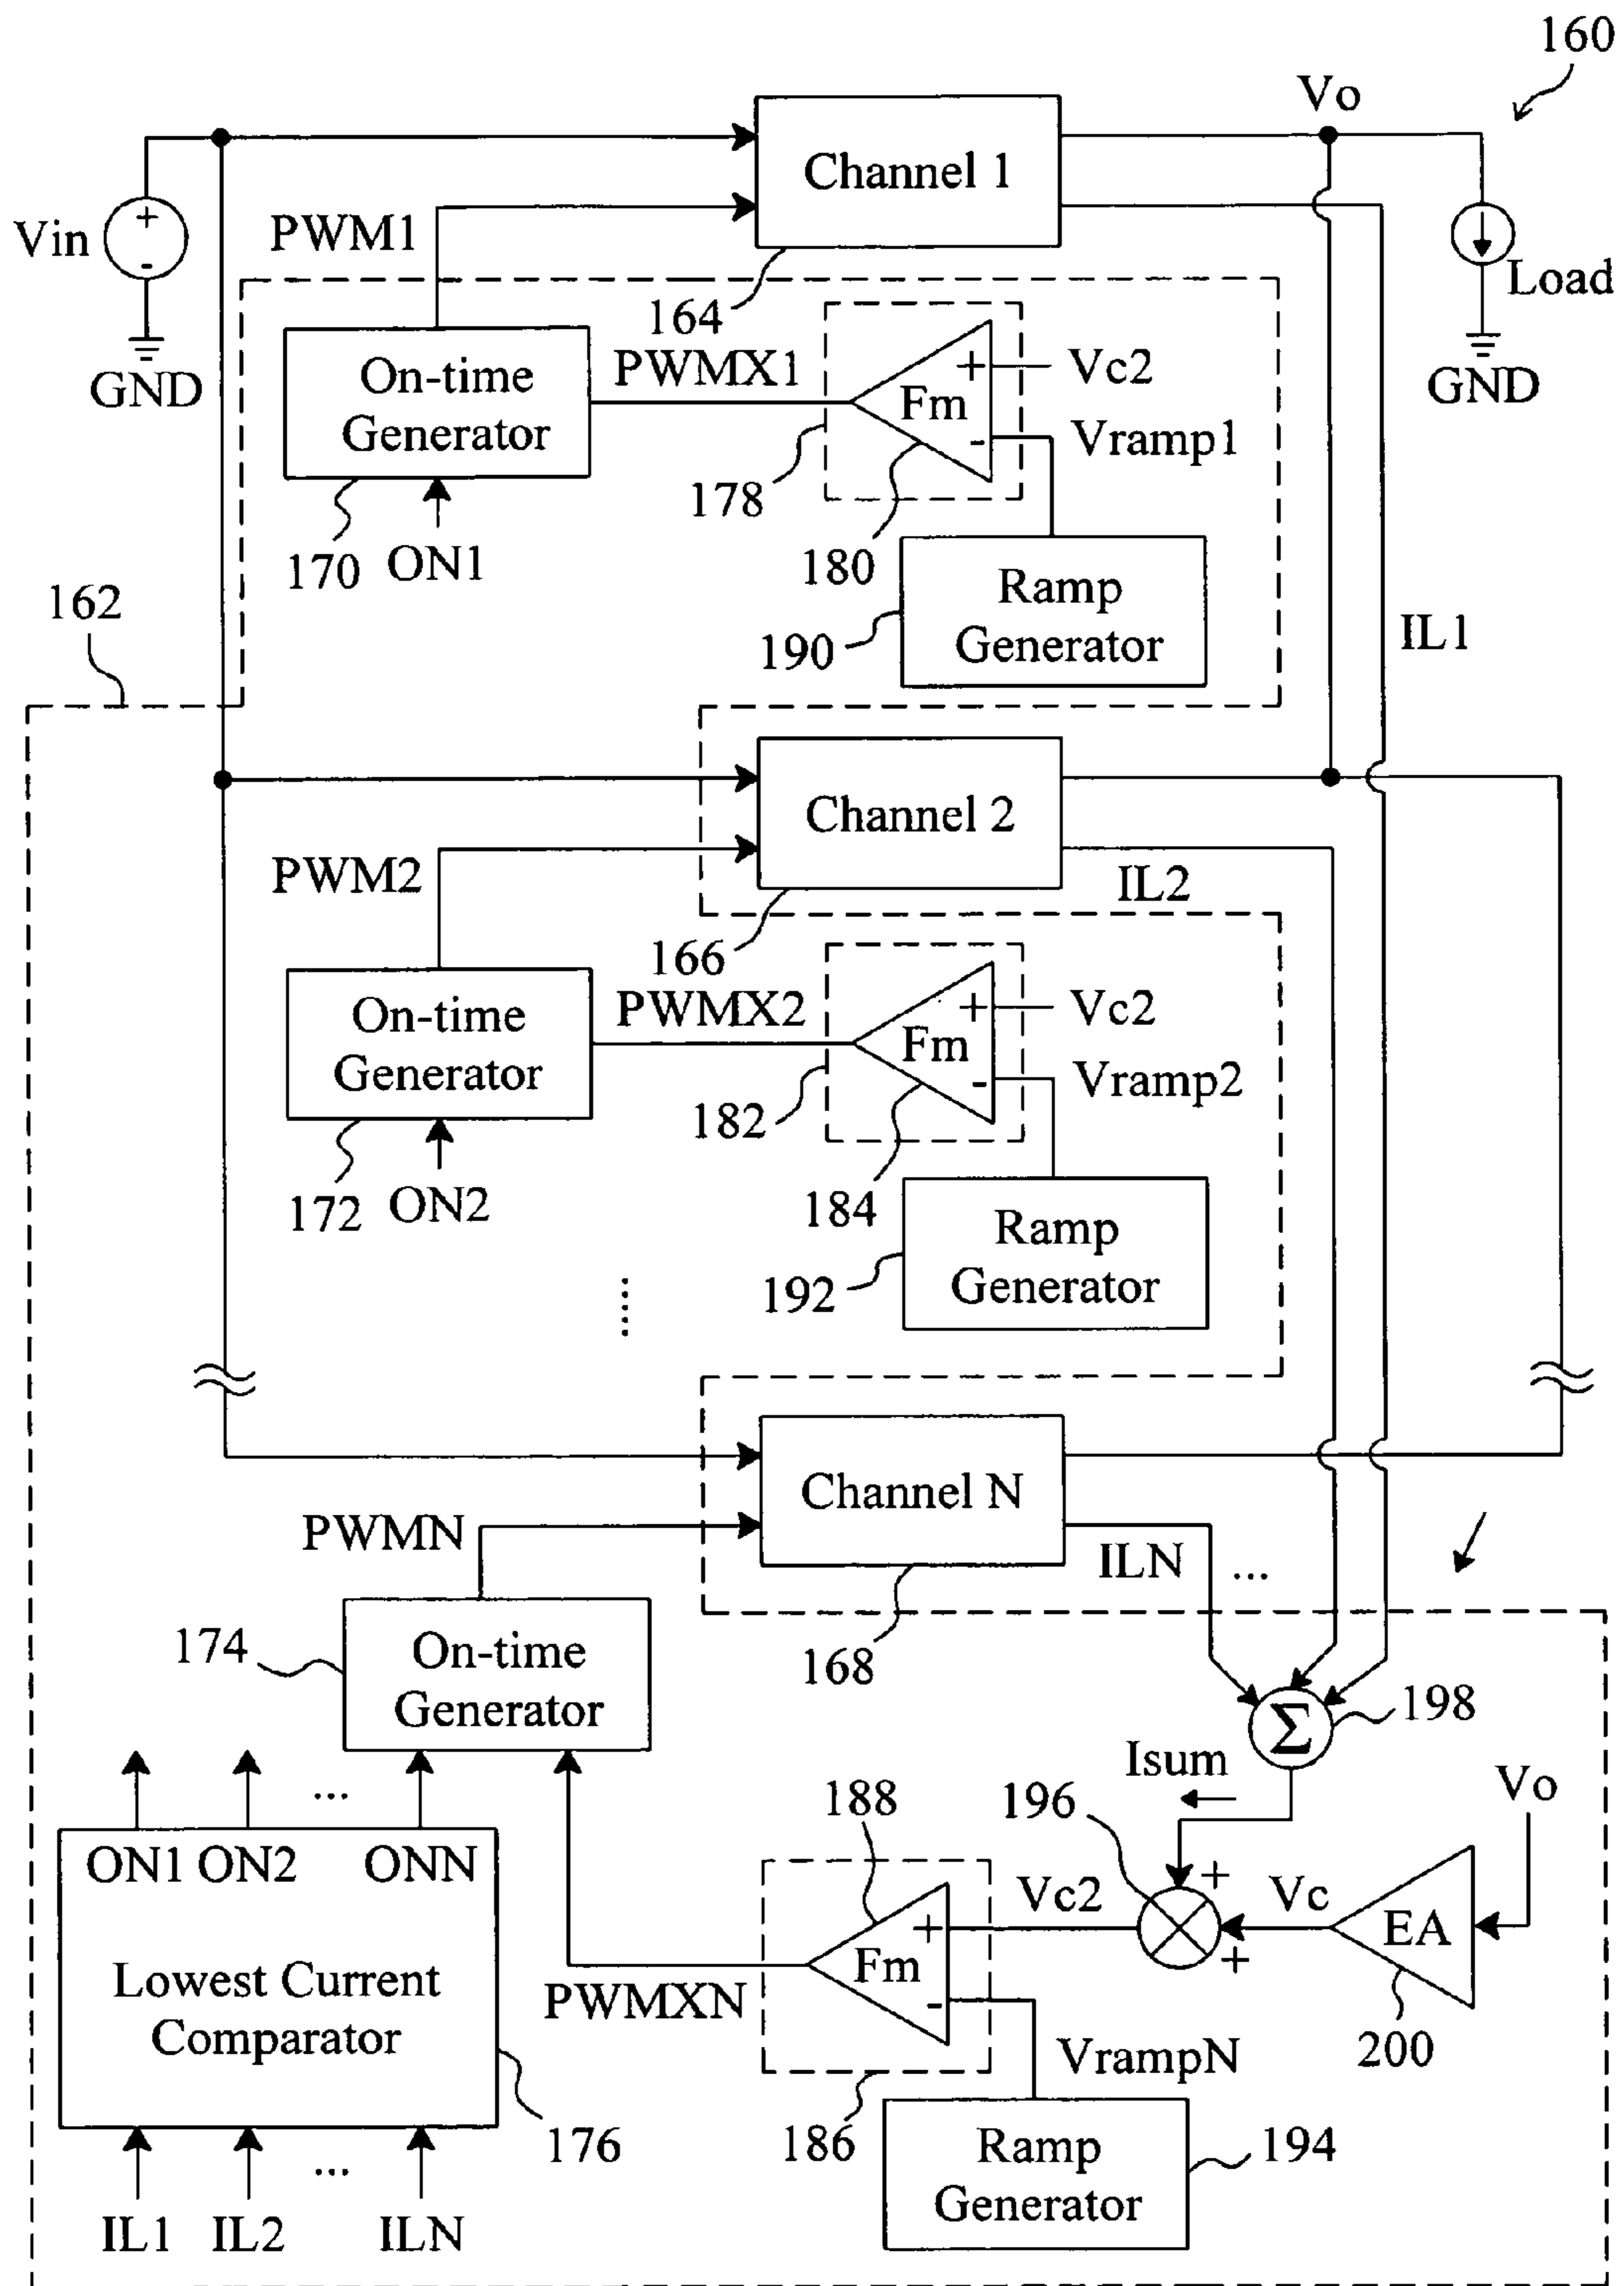 160
Vo
Channel 1
+
Vin
-
PWM1
Load
164
GND
GND
On-time
Generator
PWMX1
+
Fm
-
Vc2
Vramp1
178
180
170
ON1
Ramp
Generator
190
162
IL1
Channel 2
PWM2
IL2
166
On-time
Generator
PWMX2
+
Fm
-
Vc2
Vramp2
182
184
172
ON2
Ramp
Generator
192
......
Channel N
PWMN
ILN
...
168
174
On-time
Generator
Σ
198
Isum
...
188
196
Vo
ON1
ON2
ONN
+
Vc2
Vc
EA
+
Fm
-
+
Lowest Current
Comparator
PWMXN
VrampN
200
176
186
Ramp
Generator
194
...
IL1
IL2
ILN